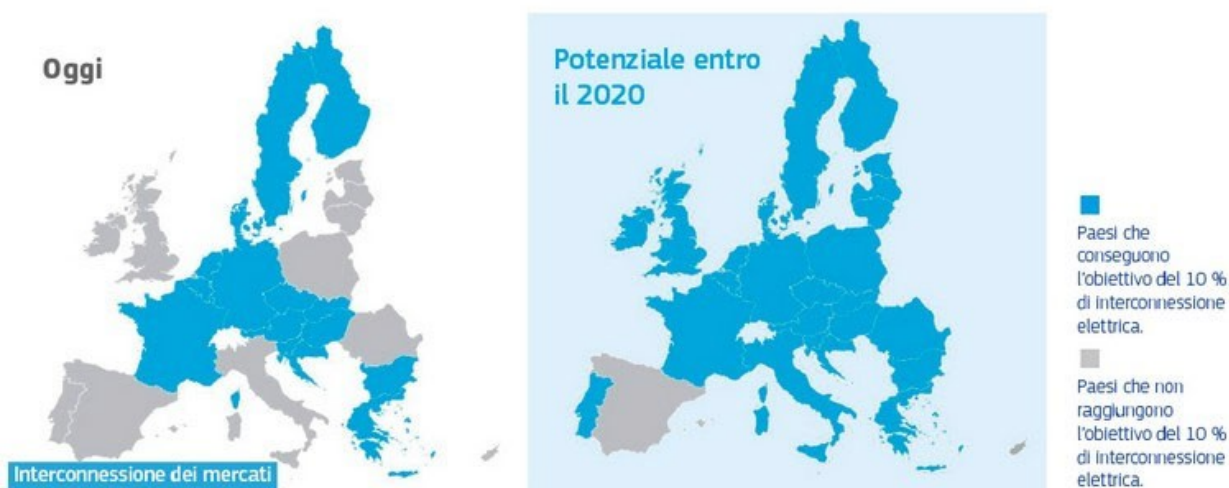 Oggi
Potenziale entro
il 2020
Paesi che
conseguono
l'obiettivo del 10 %
di interconnessione
elettrica.
Paesi che non
raggiungono
l'obiettivo del 10 %
di interconnessione
elettrica.
Interconnessione dei mercati